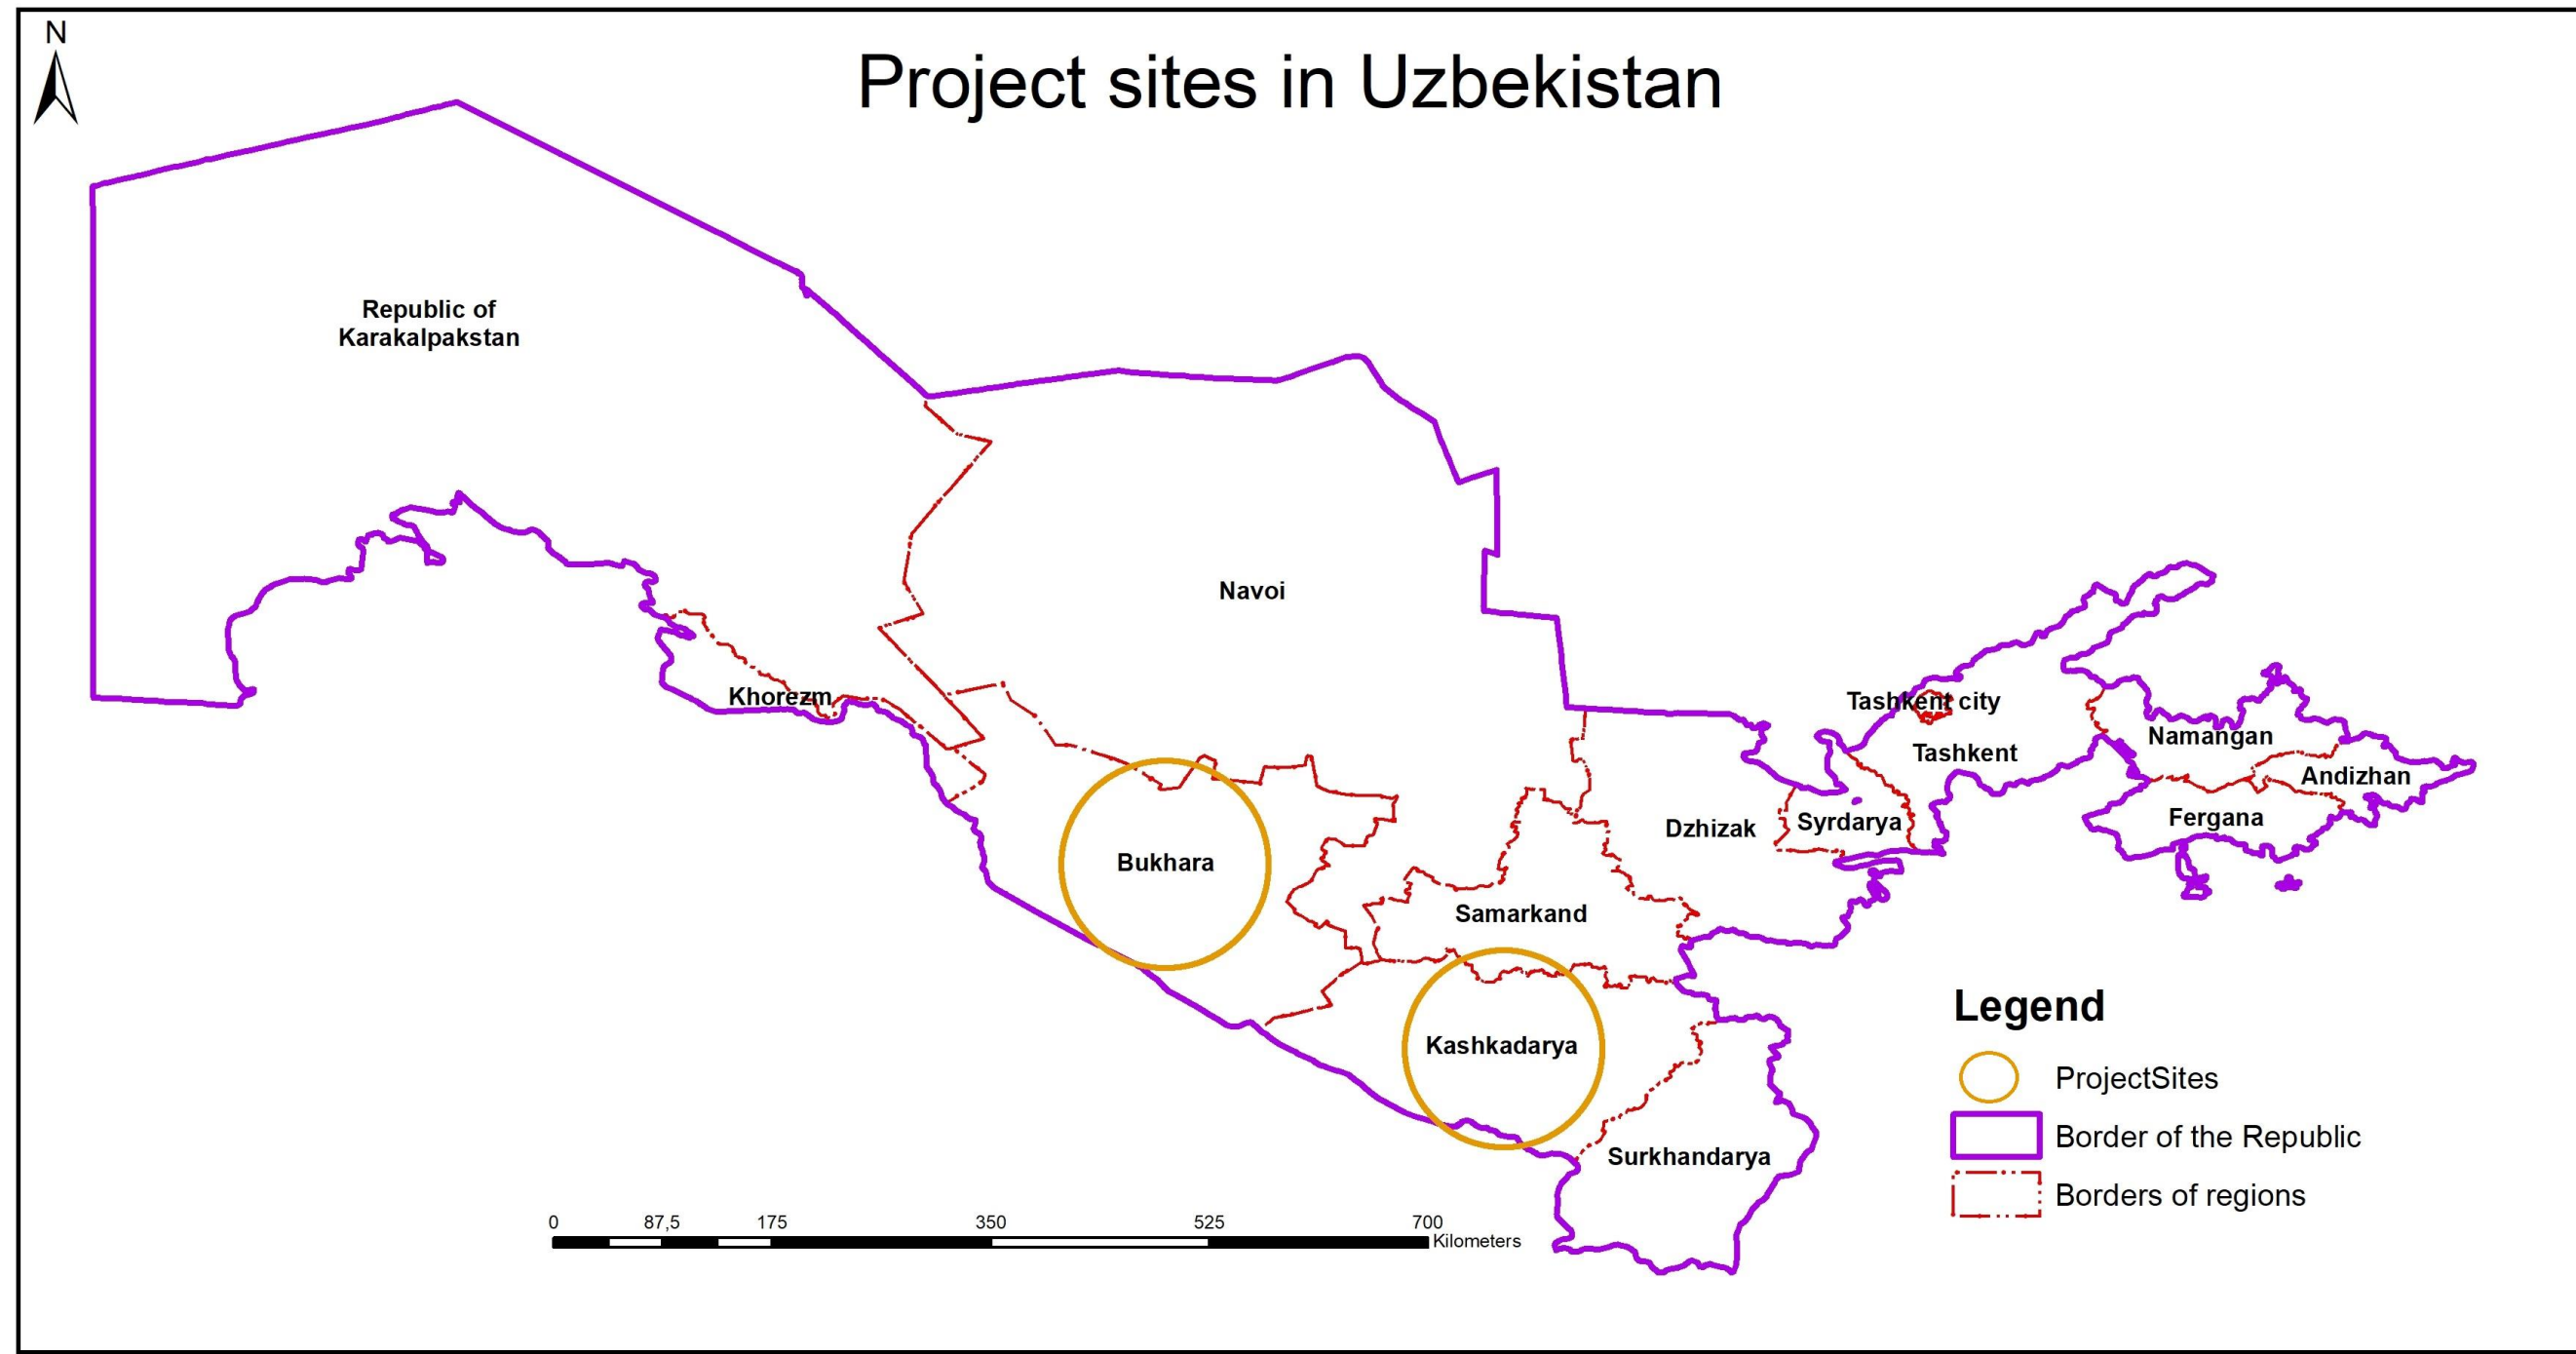 N
Project sites in Uzbekistan
Republic of
Karakalpakstan
Navoi
Khorezm
Tashkent city
Tashkent
Namangan
Andizhan
Fergana
Syrdarya
Dzhizak
Bukhara
Samarkand
Kashkadarya
Surkhandarya
Legend
ProjectSites
Border of the Republic
Borders of regions
0 87,5 175 350 525 700
Kilometers